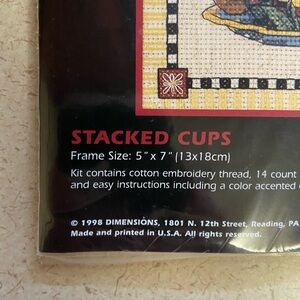 STACKED CUPS
Frame Size: 5" x 7" (13x18cm)
Kit contains cotton embroidery thread, 14 count
and easy instructions including a color accented
© 1998 DIMENSIONS, 1801 N. 12th Street, Reading, PA
Made and printed in U.S.A. All rights reserved.